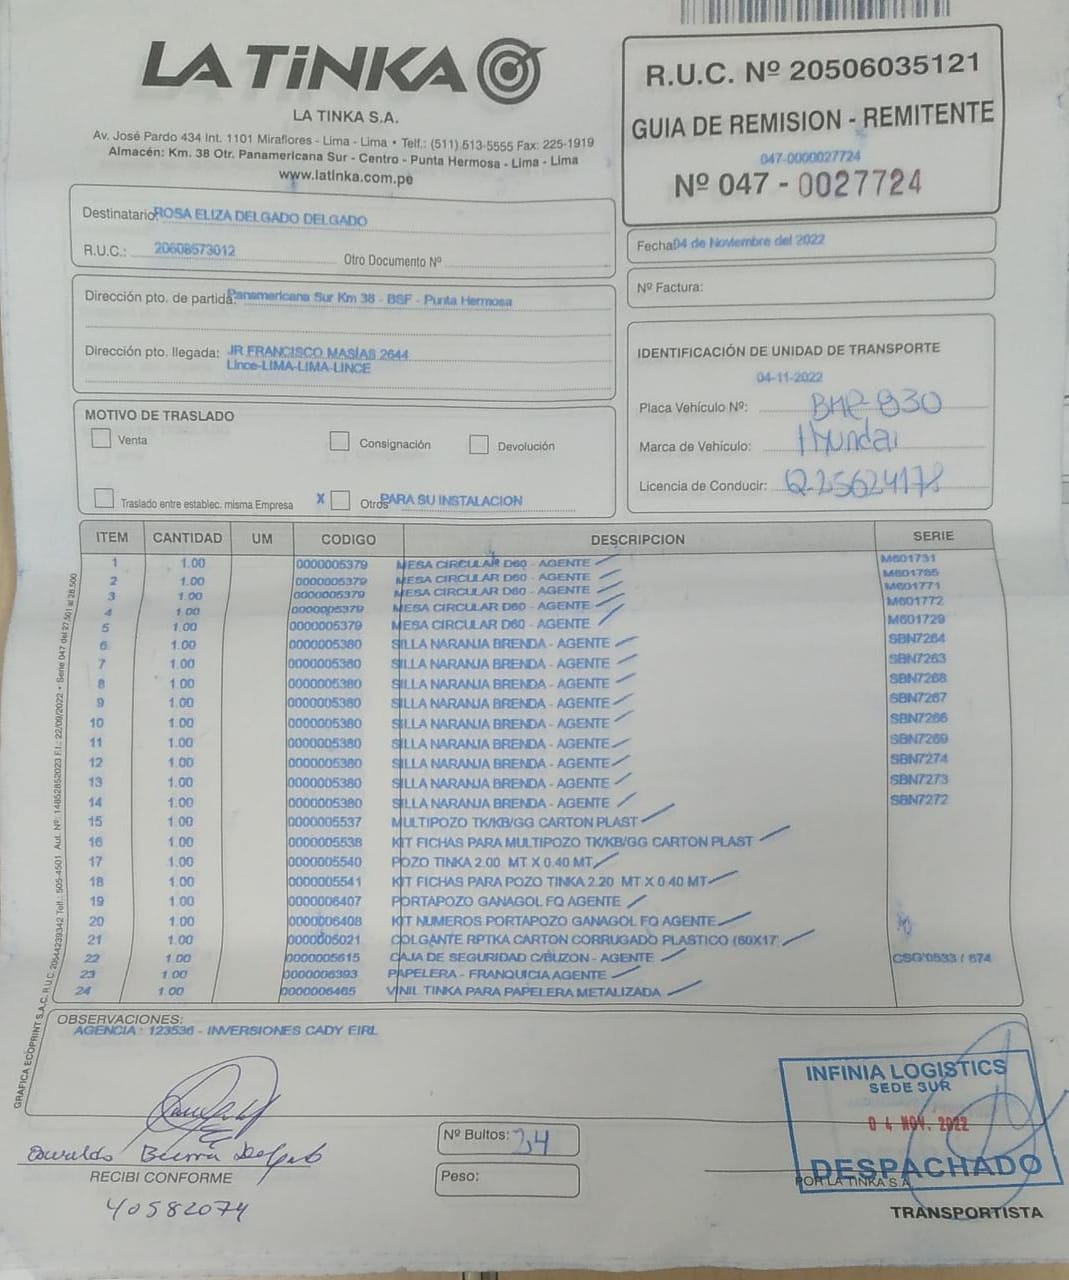 LA TiNKA
LA TINKA S.A.
Av. José Pardo 434 Int. 1101 Miraflores - Lima - Lima • Telf.: (511) 513-5555 Fax: 225-1919
Almacén: Km. 38 Otr. Panamericana Sur - Centro - Punta Hermosa - Lima - Lima
www.latinka.com.pe
R.U.C. Nº 20506035121
GUIA DE REMISION - REMITENTE
047-0000027724
Nº 047 - 0027724
Destinatario: ROSA ELIZA DELGADO DELGADO
R.U.C.: 20608573012 Otro Documento Nº
Fecha: 04 de Noviembre del 2022
Nº Factura:
Dirección pto. de partida: Panamericana Sur Km 38 - BSF - Punta Hermosa
Dirección pto. llegada: JR FRANCISCO MASÍAS 2644
Lince-LIMA-LIMA-LINCE
IDENTIFICACIÓN DE UNIDAD DE TRANSPORTE
04-11-2022
Placa Vehículo Nº: 830
Marca de Vehículo: Hyundai
Licencia de Conducir: Q-25624178
MOTIVO DE TRASLADO
Venta Consignación Devolución
Traslado entre establec. misma Empresa X Otros PARA SU INSTALACION
ITEM CANTIDAD UM CODIGO DESCRIPCION SERIE
1 1.00 0000005379 MESA CIRCULAR D60 - AGENTE M601731
2 1.00 0000005379 MESA CIRCULAR D60 - AGENTE M601765
3 1.00 0000005379 MESA CIRCULAR D60 - AGENTE M601771
4 1.00 0000005379 MESA CIRCULAR D60 - AGENTE M601772
5 1.00 0000005379 MESA CIRCULAR D60 - AGENTE M601729
6 1.00 0000005380 SILLA NARANJA BRENDA - AGENTE SBN7264
7 1.00 0000005380 SILLA NARANJA BRENDA - AGENTE SBN7263
8 1.00 0000005380 SILLA NARANJA BRENDA - AGENTE SBN7268
9 1.00 0000005380 SILLA NARANJA BRENDA - AGENTE SBN7267
10 1.00 0000005380 SILLA NARANJA BRENDA - AGENTE SBN7266
11 1.00 0000005380 SILLA NARANJA BRENDA - AGENTE SBN7269
12 1.00 0000005380 SILLA NARANJA BRENDA - AGENTE SBN7274
13 1.00 0000005380 SILLA NARANJA BRENDA - AGENTE SBN7273
14 1.00 0000005380 SILLA NARANJA BRENDA - AGENTE SBN7272
15 1.00 0000005537 MULTIPOZO TK/KB/GG CARTON PLAST
16 1.00 0000005538 KIT FICHAS PARA MULTIPOZO TK/KB/GG CARTON PLAST
17 1.00 0000005540 POZO TINKA 2.00 MT X 0.40 MT
18 1.00 0000005541 KIT FICHAS PARA POZO TINKA 2.20 MT X 0.40 MT
19 1.00 0000006407 PORTAPOZO GANAGOL FQ AGENTE
20 1.00 0000006408 KIT NUMEROS PORTAPOZO GANAGOL FQ AGENTE
21 1.00 0000005021 COLGANTE RPTKA CARTON CORRUGADO PLASTICO (60X17
22 1.00 0000005615 CAJA DE SEGURIDAD C/BUZON - AGENTE CSG'0533 / 674
23 1.00 0000006393 PAPELERA - FRANQUICIA AGENTE
24 1.00 0000006465 VINIL TINKA PARA PAPELERA METALIZADA
GRAFICA ECOPRINT S.A.C. R.U.C. 20544239342 Telf.: 505-4501 Aut. Nº: 14852852023 F.I.: 22/09/2022 • Serie 047 del 27,501 al 28,500
OBSERVACIONES:
AGENCIA : 123536 - INVERSIONES CADY EIRL
INFINIA LOGISTICS
SEDE SUR
04 NOV. 2022
DESPACHADO
POR LA TINKA S.A.
TRANSPORTISTA
Nº Bultos: 34
Peso:
Oswaldo Delgado
RECIBI CONFORME
40582074